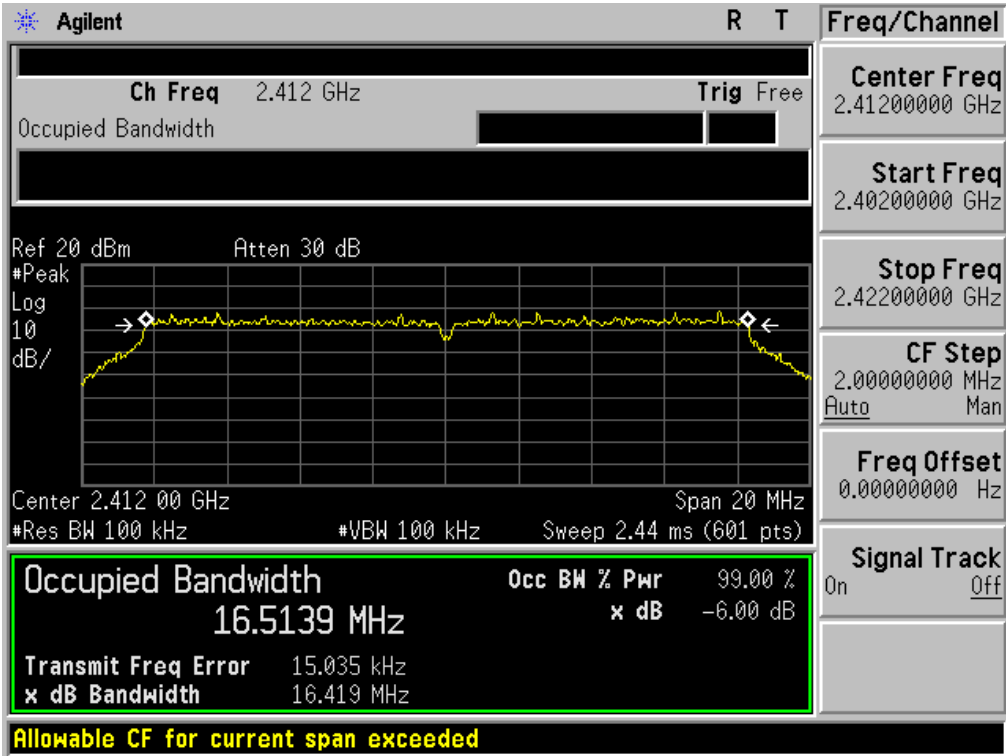 Agilent R T Freq/Channel
Ch Freq 2.412 GHz Trig Free
Occupied Bandwidth
Center Freq
2.41200000 GHz
Start Freq
2.40200000 GHz
Stop Freq
2.42200000 GHz
CF Step
2.00000000 MHz
Auto Man
Freq Offset
0.00000000 Hz
Signal Track
On Off
Ref 20 dBm Atten 30 dB
#Peak
Log
10
dB/
Center 2.412 00 GHz Span 20 MHz
#Res BW 100 kHz #VBW 100 kHz Sweep 2.44 ms (601 pts)
Occupied Bandwidth Occ BW % Pwr 99.00 %
16.5139 MHz x dB -6.00 dB
Transmit Freq Error 15.035 kHz
x dB Bandwidth 16.419 MHz
Allowable CF for current span exceeded